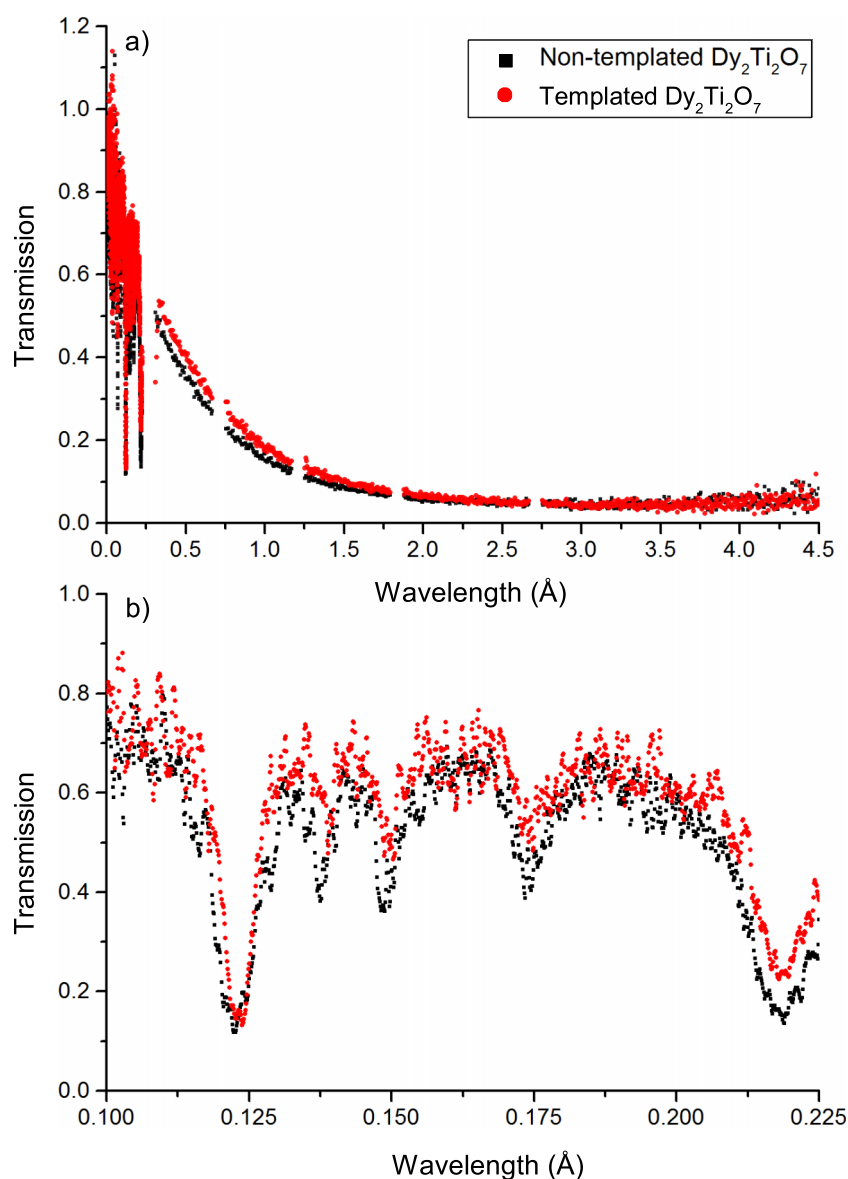 a)
Non-templated Dy₂Ti₂O₇
Templated Dy₂Ti₂O₇
Transmission
1.2
1.0
0.8
0.6
0.4
0.2
0.0
0.0 0.5 1.0 1.5 2.0 2.5 3.0 3.5 4.0 4.5
Wavelength (Å)
b)
Transmission
1.0
0.8
0.6
0.4
0.2
0.0
0.100 0.125 0.150 0.175 0.200 0.225
Wavelength (Å)